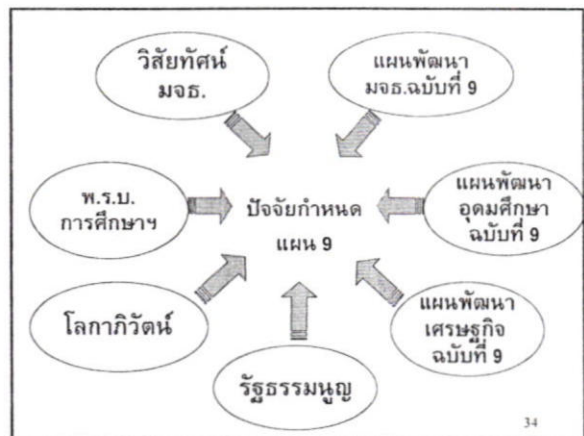 วิสัยทัศน์
มจธ.
แผนพัฒนา
มจธ.ฉบับที่ 9
พ.ร.บ.
การศึกษาฯ
ปัจจัยกำหนด
แผน 9
แผนพัฒนา
อุดมศึกษา
ฉบับที่ 9
โลกาภิวัตน์
แผนพัฒนา
เศรษฐกิจ
ฉบับที่ 9
รัฐธรรมนูญ
34